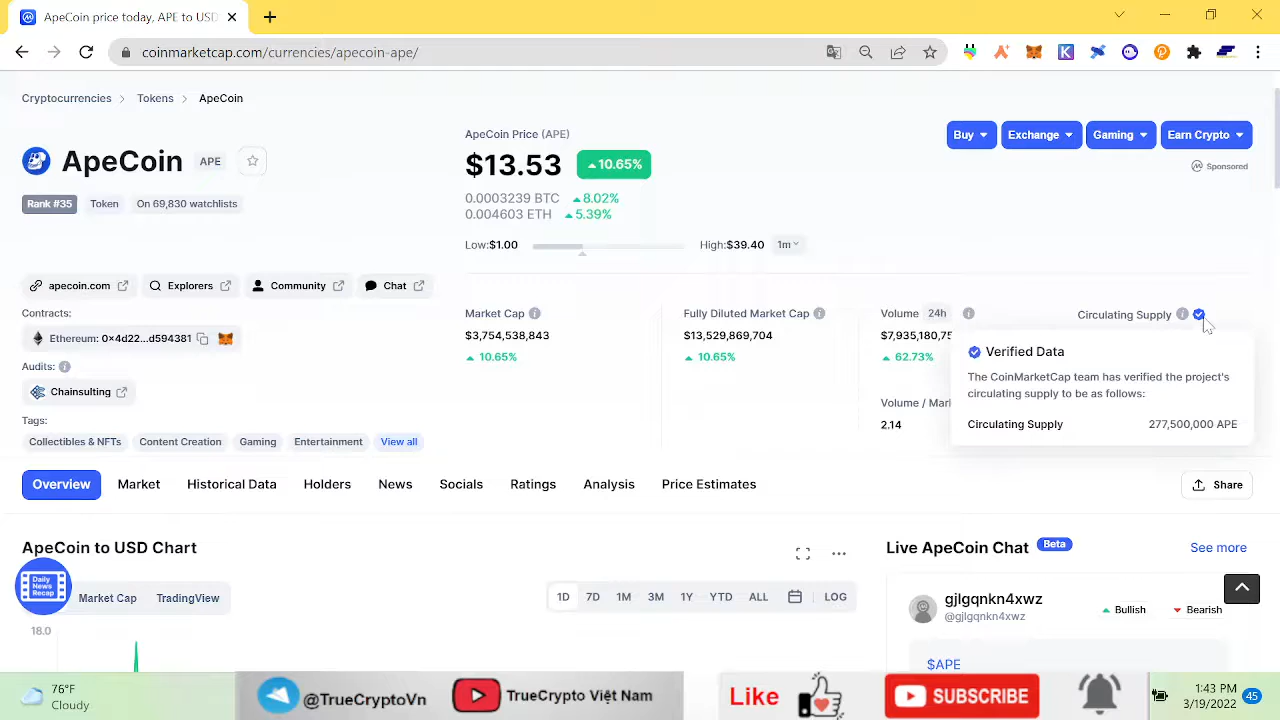 ApeCoin price today, APE to USD
coinmarketcap.com/currencies/apecoin-ape/
Cryptocurrencies > Tokens > ApeCoin
ApeCoin APE
Rank #35 Token On 69,830 watchlists
ApeCoin Price (APE)
$13.53 10.65%
0.0003239 BTC 8.02%
0.004603 ETH 5.39%
Low:$1.00 High:$39.40 1m
Buy Exchange Gaming Earn Crypto
Sponsored
apecoin.com Explorers Community Chat
Contracts:
Ethereum: 0x4d22...d594381
Audits:
Chainsulting
Tags:
Collectibles & NFTs Content Creation Gaming Entertainment View all
Market Cap
$3,754,538,843
10.65%
Fully Diluted Market Cap
$13,529,869,704
10.65%
Volume 24h
$7,935,180,75
62.73%
Volume / Mar
2.14
Circulating Supply
Verified Data
The CoinMarketCap team has verified the project's
circulating supply to be as follows:
Circulating Supply 277,500,000 APE
Overview Market Historical Data Holders News Socials Ratings Analysis Price Estimates Share
ApeCoin to USD Chart
Daily
News
Recap
Market Cap TradingView
1D 7D 1M 3M 1Y YTD ALL LOG
18.0
Live ApeCoin Chat Beta See more
gjlgqnkn4xwz
@gjlgqnkn4xwz
Bullish Bearish
$APE
76°F
Cloudy
@TrueCryptoVn
TrueCrypto Việt Nam
Like
SUBSCRIBE
1:43 PM
3/19/2022
45